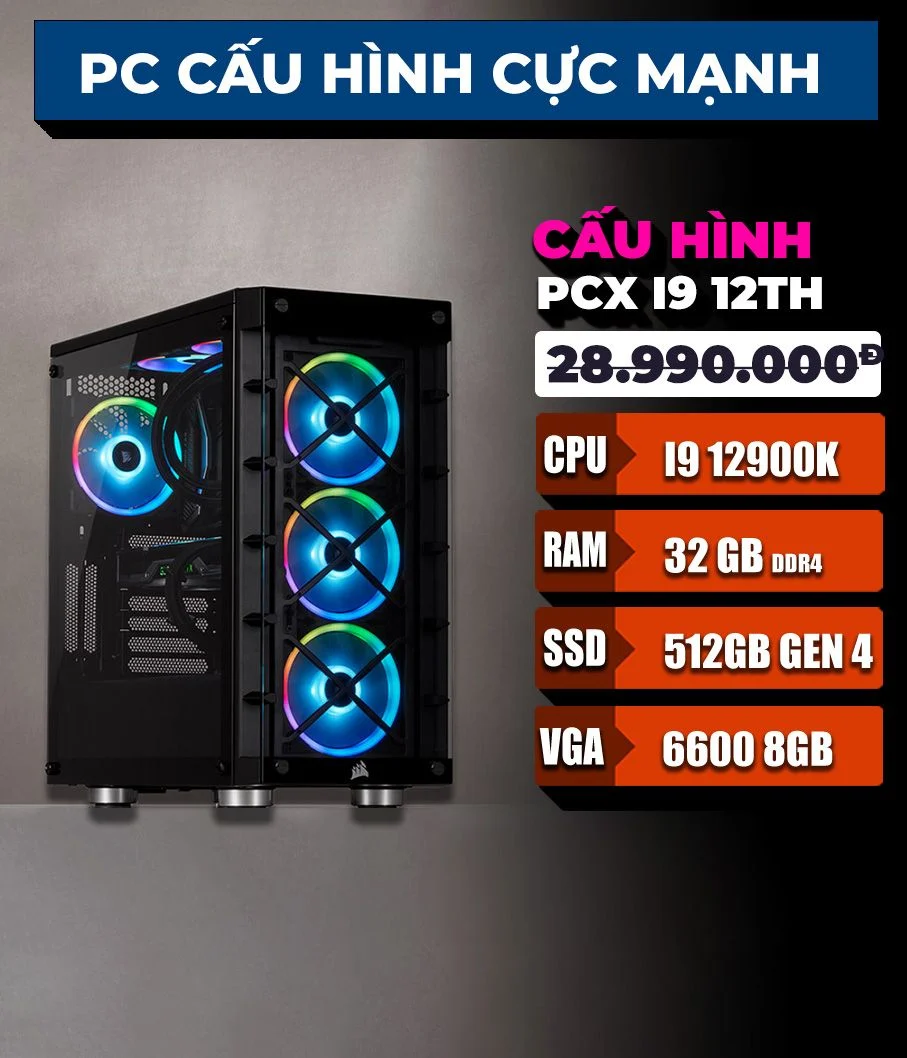 PC CẤU HÌNH CỰC MẠNH
CẤU HÌNH
PCX I9 12TH
28.990.000Đ
CPU I9 12900K
RAM 32 GB DDR4
SSD 512GB GEN 4
VGA 6600 8GB